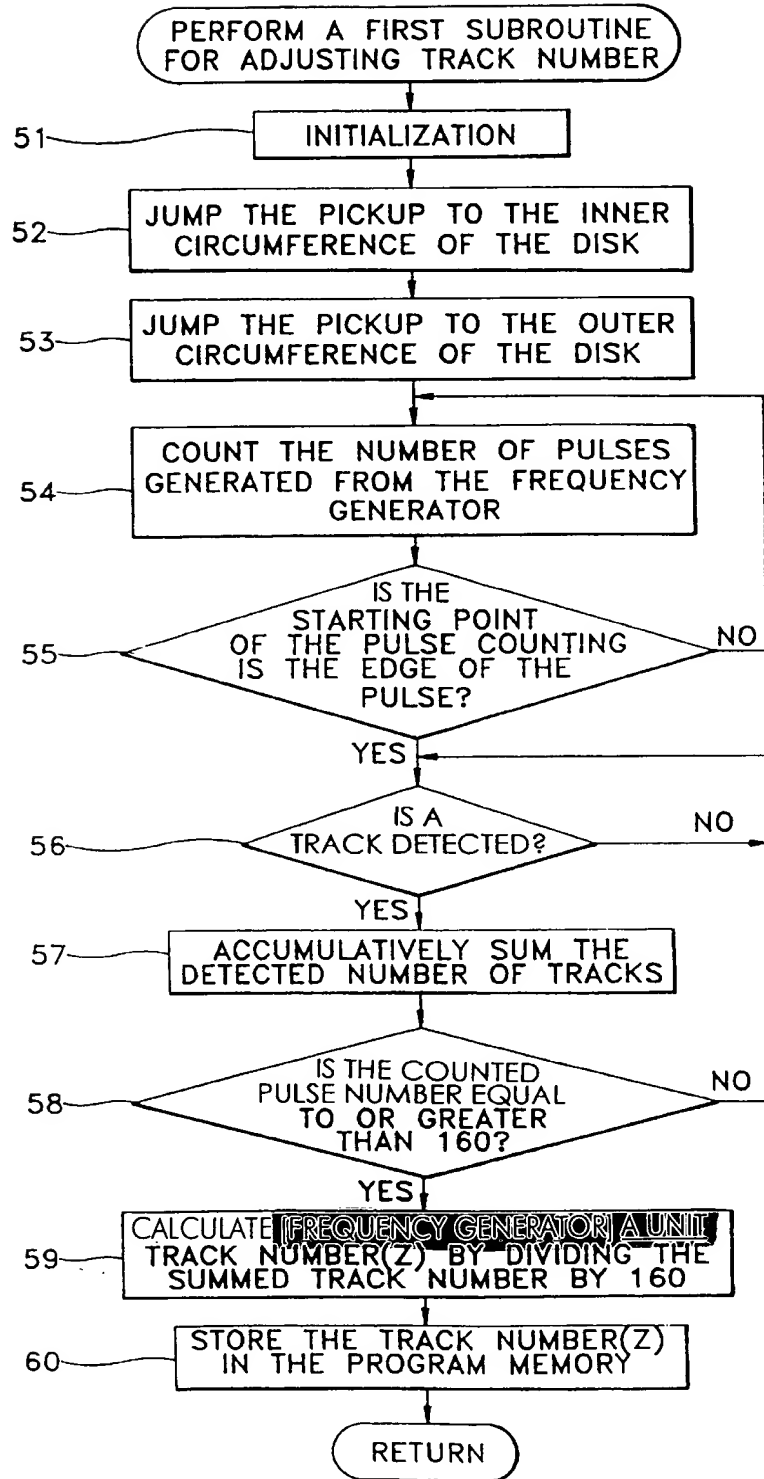 PERFORM A FIRST SUBROUTINE
FOR ADJUSTING TRACK NUMBER
51
INITIALIZATION
52
JUMP THE PICKUP TO THE INNER
CIRCUMFERENCE OF THE DISK
53
JUMP THE PICKUP TO THE OUTER
CIRCUMFERENCE OF THE DISK
54
COUNT THE NUMBER OF PULSES
GENERATED FROM THE FREQUENCY
GENERATOR
55
IS THE
STARTING POINT
OF THE PULSE COUNTING
IS THE EDGE OF THE
PULSE?
NO
YES
56
IS A
TRACK DETECTED?
NO
YES
57
ACCUMULATIVELY SUM THE
DETECTED NUMBER OF TRACKS
58
IS THE COUNTED
PULSE NUMBER EQUAL
TO OR GREATER
THAN 160?
NO
YES
59
CALCULATE [FREQUENCY GENERATOR] A UNIT
TRACK NUMBER(Z) BY DIVIDING THE
SUMMED TRACK NUMBER BY 160
60
STORE THE TRACK NUMBER(Z)
IN THE PROGRAM MEMORY
RETURN